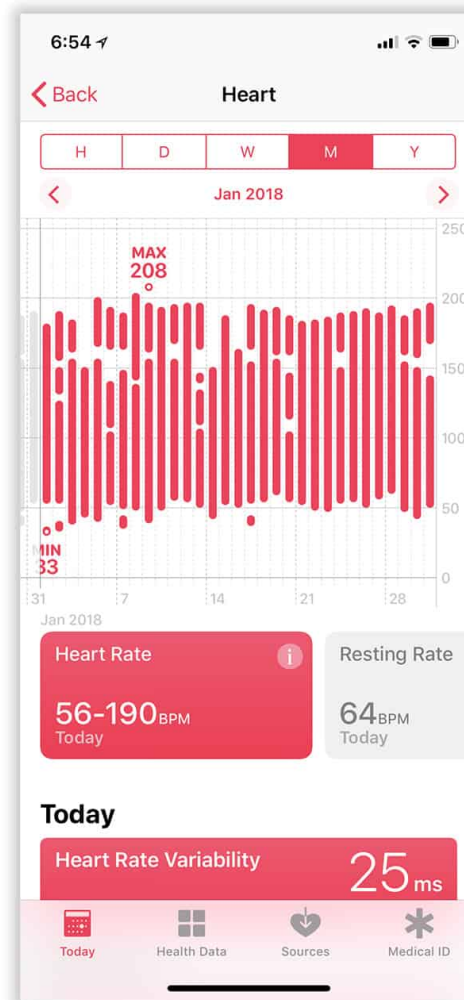 6:54
Back
Heart
H D W M Y
Jan 2018
250
MAX
208
200
150
100
50
MIN
33
0
31 7 14 21 28
Jan 2018
Heart Rate
i
Resting Rate
56-190BPM
64BPM
Today
Today
Today
Heart Rate Variability
25 ms
Today
Health Data
Sources
Medical ID